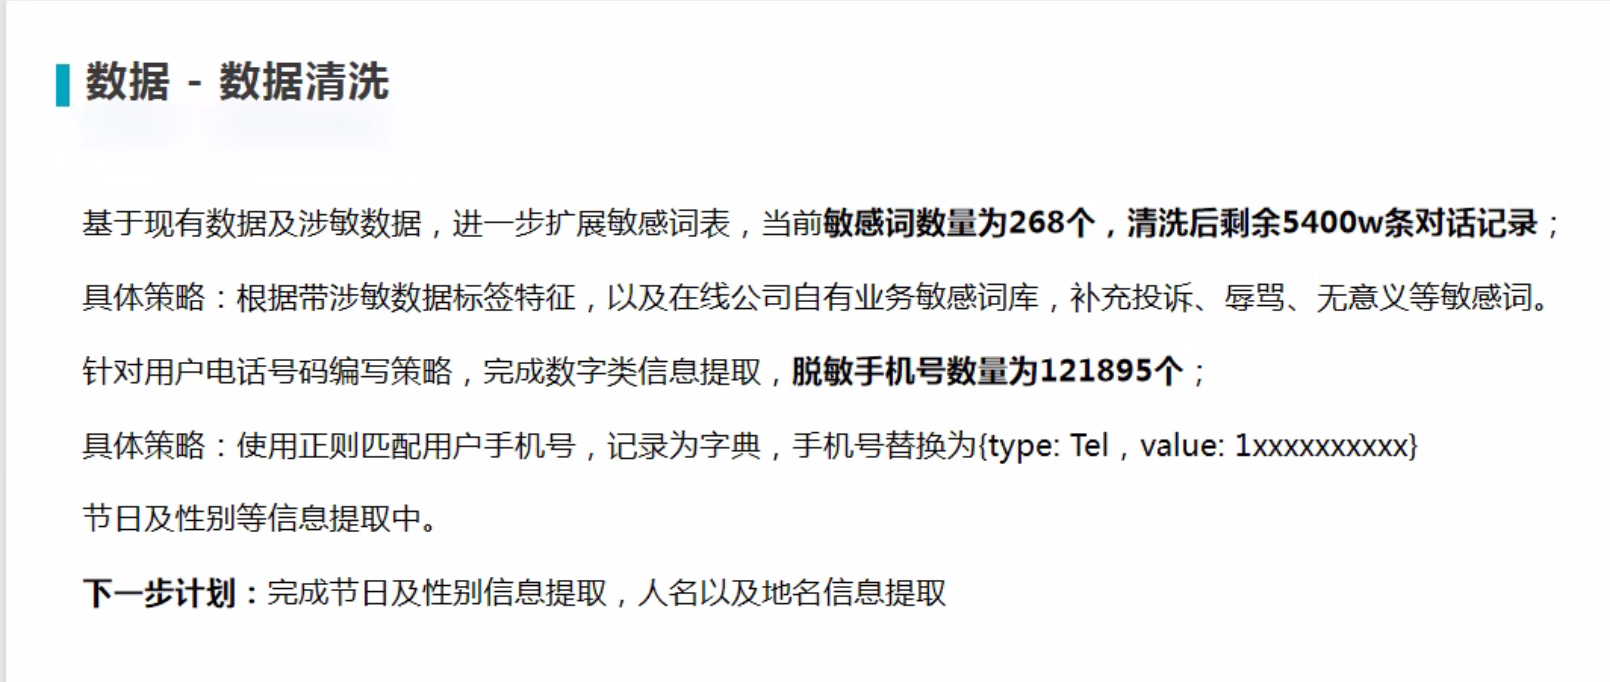 数据 - 数据清洗
基于现有数据及涉敏数据，进一步扩展敏感词表，当前敏感词数量为268个，清洗后剩余5400w条对话记录；
具体策略：根据带涉敏数据标签特征，以及在线公司自有业务敏感词库，补充投诉、辱骂、无意义等敏感词。
针对用户电话号码编写策略，完成数字类信息提取，脱敏手机号数量为121895个；
具体策略：使用正则匹配用户手机号，记录为字典，手机号替换为{type: Tel，value: 1xxxxxxxxxx}
节日及性别等信息提取中。
下一步计划：完成节日及性别信息提取，人名以及地名信息提取